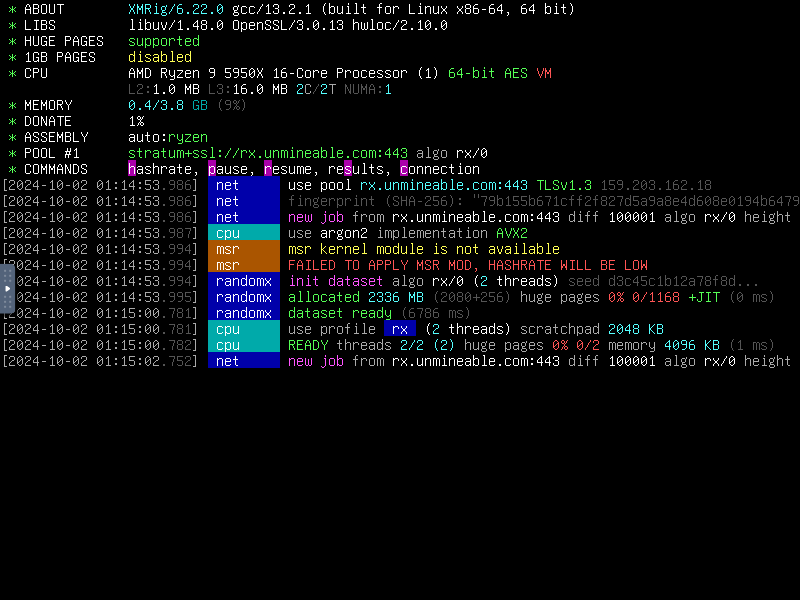 * ABOUT XMRig/6.22.0 gcc/13.2.1 (built for Linux x86-64, 64 bit)
* LIBS libuv/1.48.0 OpenSSL/3.0.13 hwloc/2.10.0
* HUGE PAGES supported
* 1GB PAGES disabled
* CPU AMD Ryzen 9 5950X 16-Core Processor (1) 64-bit AES VM
L2:1.0 MB L3:16.0 MB 2C/2T NUMA:1
* MEMORY 0.4/3.8 GB (9%)
* DONATE 1%
* ASSEMBLY auto:ryzen
* POOL #1 stratum+ssl://rx.unmineable.com:443 algo rx/0
* COMMANDS hashrate, pause, resume, results, connection
[2024-10-02 01:14:53.986] net use pool rx.unmineable.com:443 TLSv1.3 159.203.162.18
[2024-10-02 01:14:53.986] net fingerprint (SHA-256): "79b155b671cff2f827d5a9a8e4d608e0194b6479
[2024-10-02 01:14:53.986] net new job from rx.unmineable.com:443 diff 100001 algo rx/0 height
[2024-10-02 01:14:53.987] cpu use argon2 implementation AVX2
[2024-10-02 01:14:53.994] msr msr kernel module is not available
[2024-10-02 01:14:53.994] msr FAILED TO APPLY MSR MOD, HASHRATE WILL BE LOW
[2024-10-02 01:14:53.994] randomx init dataset algo rx/0 (2 threads) seed d3c45c1b12a78f8d...
[2024-10-02 01:14:53.995] randomx allocated 2336 MB (2080+256) huge pages 0% 0/1168 +JIT (0 ms)
[2024-10-02 01:15:00.781] randomx dataset ready (6786 ms)
[2024-10-02 01:15:00.781] cpu use profile rx (2 threads) scratchpad 2048 KB
[2024-10-02 01:15:00.782] cpu READY threads 2/2 (2) huge pages 0% 0/2 memory 4096 KB (1 ms)
[2024-10-02 01:15:02.752] net new job from rx.unmineable.com:443 diff 100001 algo rx/0 height